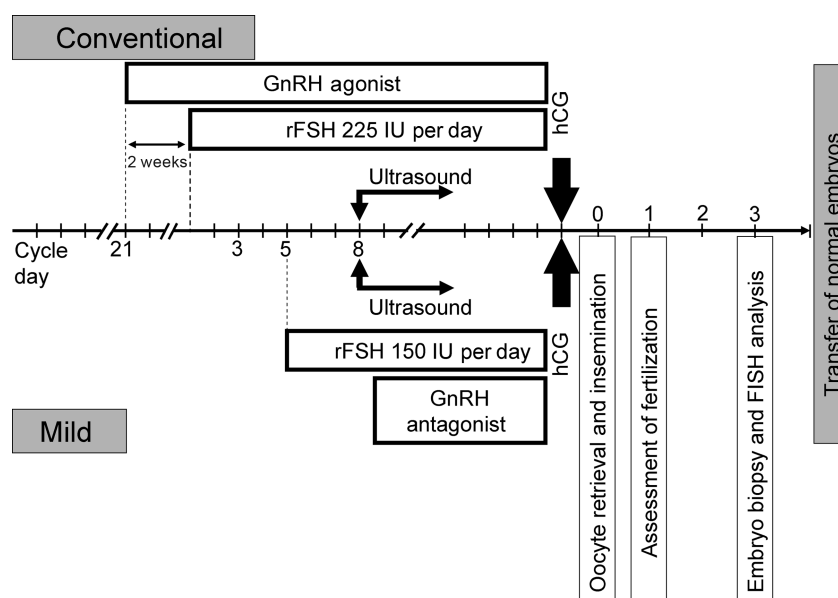 Conventional
GnRH agonist
rFSH 225 IU per day
hCG
2 weeks
Ultrasound
0 1 2 3
Cycle
day
21 3 5 8
Ultrasound
rFSH 150 IU per day
hCG
GnRH
antagonist
Mild
Oocyte retrieval and insemination
Assessment of fertilization
Embryo biopsy and FISH analysis
Transfer of normal embryos